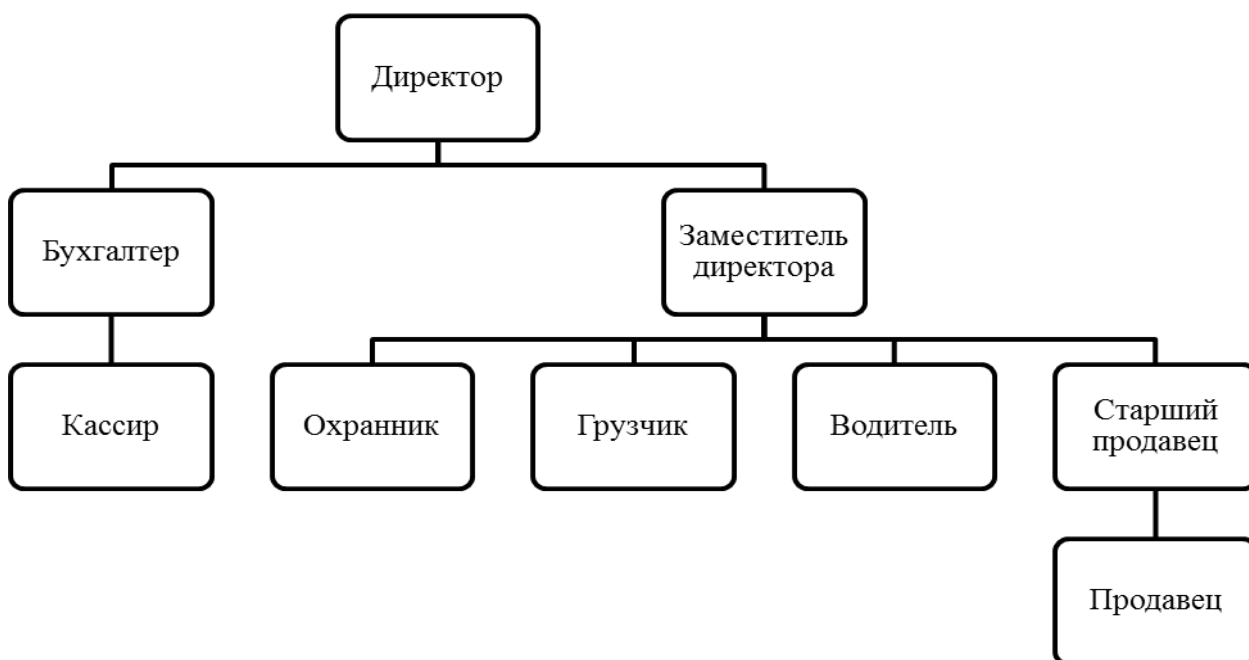 Директор
Бухгалтер
Заместитель
директора
Кассир
Охранник
Грузчик
Водитель
Старший
продавец
Продавец